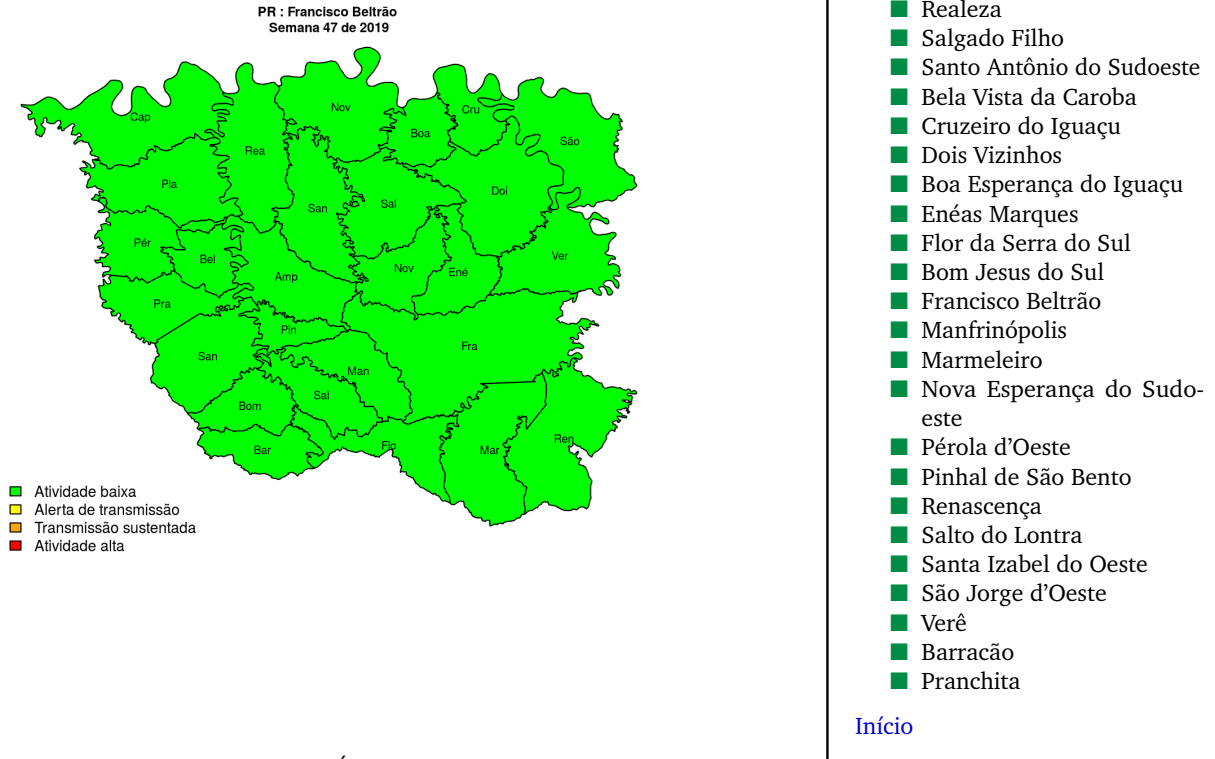 PR : Francisco Beltrão
Semana 47 de 2019
Nov
Cap
Cru
Boa
São
Rea
Pla
Doi
Sal
San
Pér
Bel
Ver
Nov
Ené
Amp
Pra
Pin
Fra
San
Man
Sal
Bom
Ren
Flo
Bar
Mar
Atividade baixa
Alerta de transmissão
Transmissão sustentada
Atividade alta
Realeza
Salgado Filho
Santo Antônio do Sudoeste
Bela Vista da Caroba
Cruzeiro do Iguaçu
Dois Vizinhos
Boa Esperança do Iguaçu
Enéas Marques
Flor da Serra do Sul
Bom Jesus do Sul
Francisco Beltrão
Manfrinópolis
Marmeleiro
Nova Esperança do Sudo-
este
Pérola d'Oeste
Pinhal de São Bento
Renascença
Salto do Lontra
Santa Izabel do Oeste
São Jorge d'Oeste
Verê
Barracão
Pranchita
Início